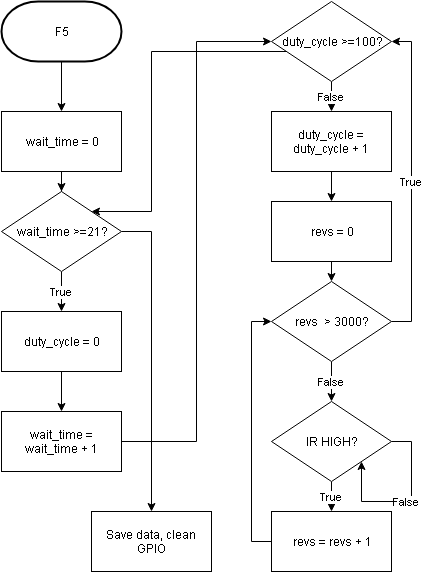 F5
wait_time = 0
wait_time >=21?
True
duty_cycle = 0
wait_time =
wait_time + 1
Save data, clean
GPIO
duty_cycle >=100?
False
duty_cycle =
duty_cycle + 1
True
revs = 0
revs  > 3000?
False
IR HIGH?
True
False
revs = revs + 1